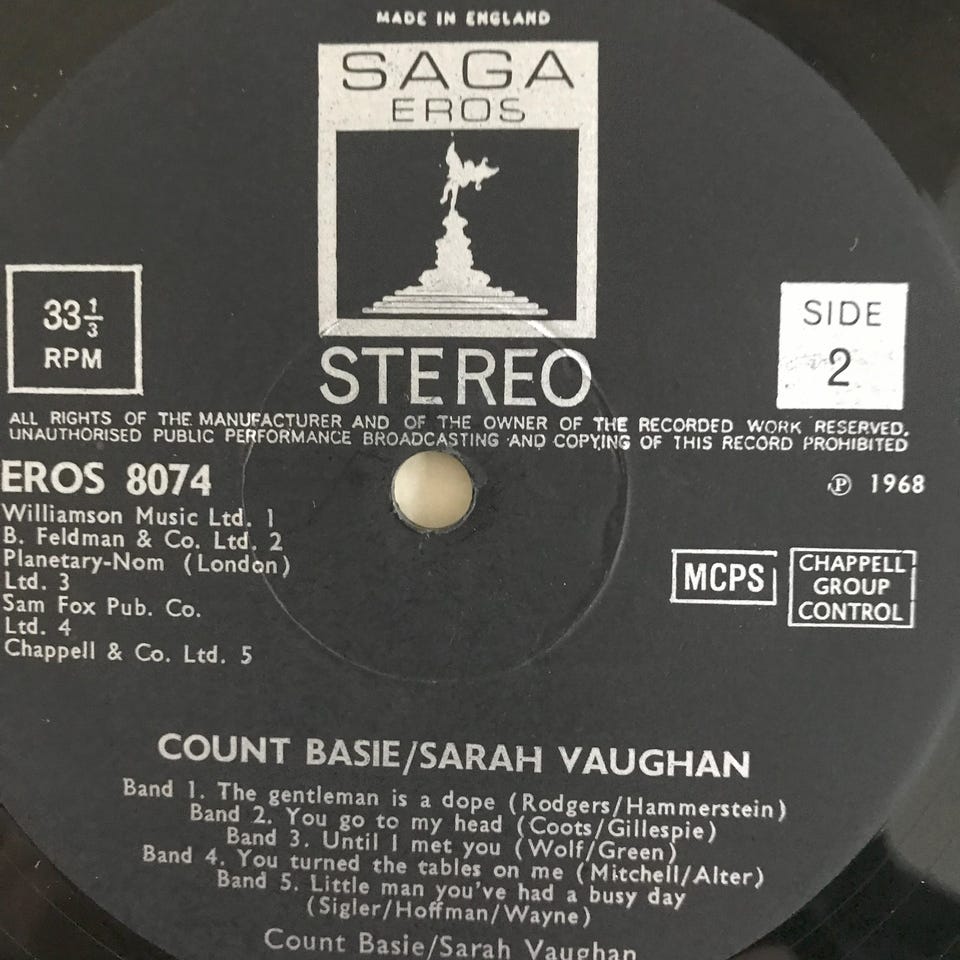 MADE IN ENGLAND
SAGA
EROS
33 1/3
RPM
SIDE
2
STEREO
ALL RIGHTS OF THE MANUFACTURER AND OF THE OWNER OF THE RECORDED WORK RESERVED.
UNAUTHORISED PUBLIC PERFORMANCE BROADCASTING AND COPYING OF THIS RECORD PROHIBITED
EROS 8074
℗ 1968
Williamson Music Ltd. 1
B. Feldman & Co. Ltd. 2
Planetary-Nom (London)
Ltd. 3
Sam Fox Pub. Co.
Ltd. 4
Chappell & Co. Ltd. 5
MCPS
CHAPPELL
GROUP
CONTROL
COUNT BASIE/SARAH VAUGHAN
Band 1. The gentleman is a dope (Rodgers/Hammerstein)
Band 2. You go to my head (Coots/Gillespie)
Band 3. Until I met you (Wolf/Green)
Band 4. You turned the tables on me (Mitchell/Alter)
Band 5. Little man you've had a busy day
(Sigler/Hoffman/Wayne)
Count Basie/Sarah Vaughan